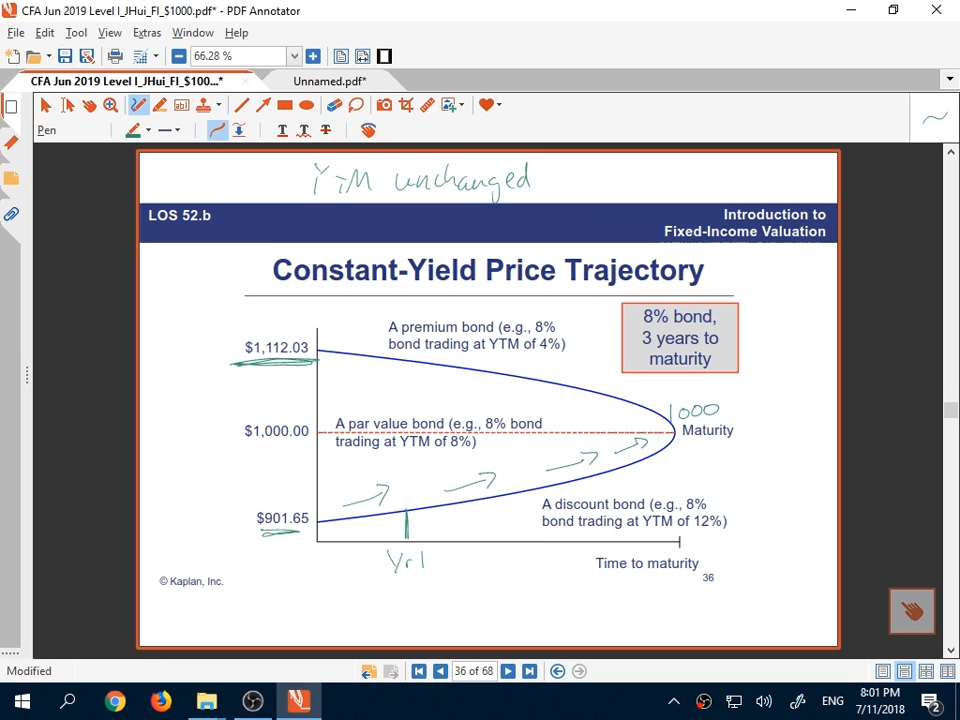 CFA Jun 2019 Level I_JHui_FI_$1000.pdf* - PDF Annotator
File Edit Tool View Extras Window Help
66.28 %
CFA Jun 2019 Level I_JHui_FI_$100...* Unnamed.pdf*
Pen
YTM unchanged
LOS 52.b
Introduction to
Fixed-Income Valuation
Constant-Yield Price Trajectory
8% bond,
3 years to
maturity
A premium bond (e.g., 8%
bond trading at YTM of 4%)
$1,112.03
1000
A par value bond (e.g., 8% bond
trading at YTM of 8%)
$1,000.00
Maturity
$901.65
A discount bond (e.g., 8%
bond trading at YTM of 12%)
Yr1
Time to maturity
© Kaplan, Inc.
36
Modified
36 of 68
ENG
8:01 PM
7/11/2018
2